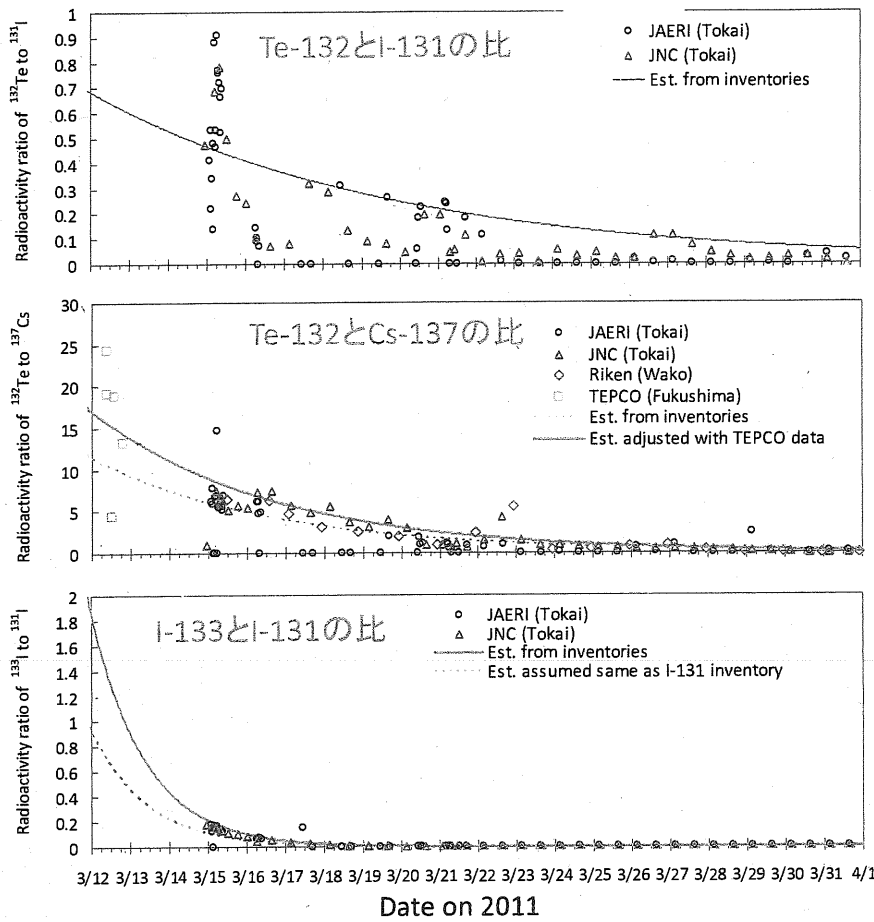 Te-132とI-131の比
JAERI (Tokai)
JNC (Tokai)
Est. from inventories
Radioactivity ratio of ¹³²Te to ¹³¹I
1
0.9
0.8
0.7
0.6
0.5
0.4
0.3
0.2
0.1
0
Te-132とCs-137の比
JAERI (Tokai)
JNC (Tokai)
Riken (Wako)
TEPCO (Fukushima)
Est. from inventories
Est. adjusted with TEPCO data
Radioactivity ratio of ¹³²Te to ¹³⁷Cs
30
25
20
15
10
5
0
I-133とI-131の比
JAERI (Tokai)
JNC (Tokai)
Est. from inventories
Est. assumed same as I-131 inventory
Radioactivity ratio of ¹³³I to ¹³¹I
2
1.8
1.6
1.4
1.2
1
0.8
0.6
0.4
0.2
0
3/12 3/13 3/14 3/15 3/16 3/17 3/18 3/19 3/20 3/21 3/22 3/23 3/24 3/25 3/26 3/27 3/28 3/29 3/30 3/31 4/1
Date on 2011